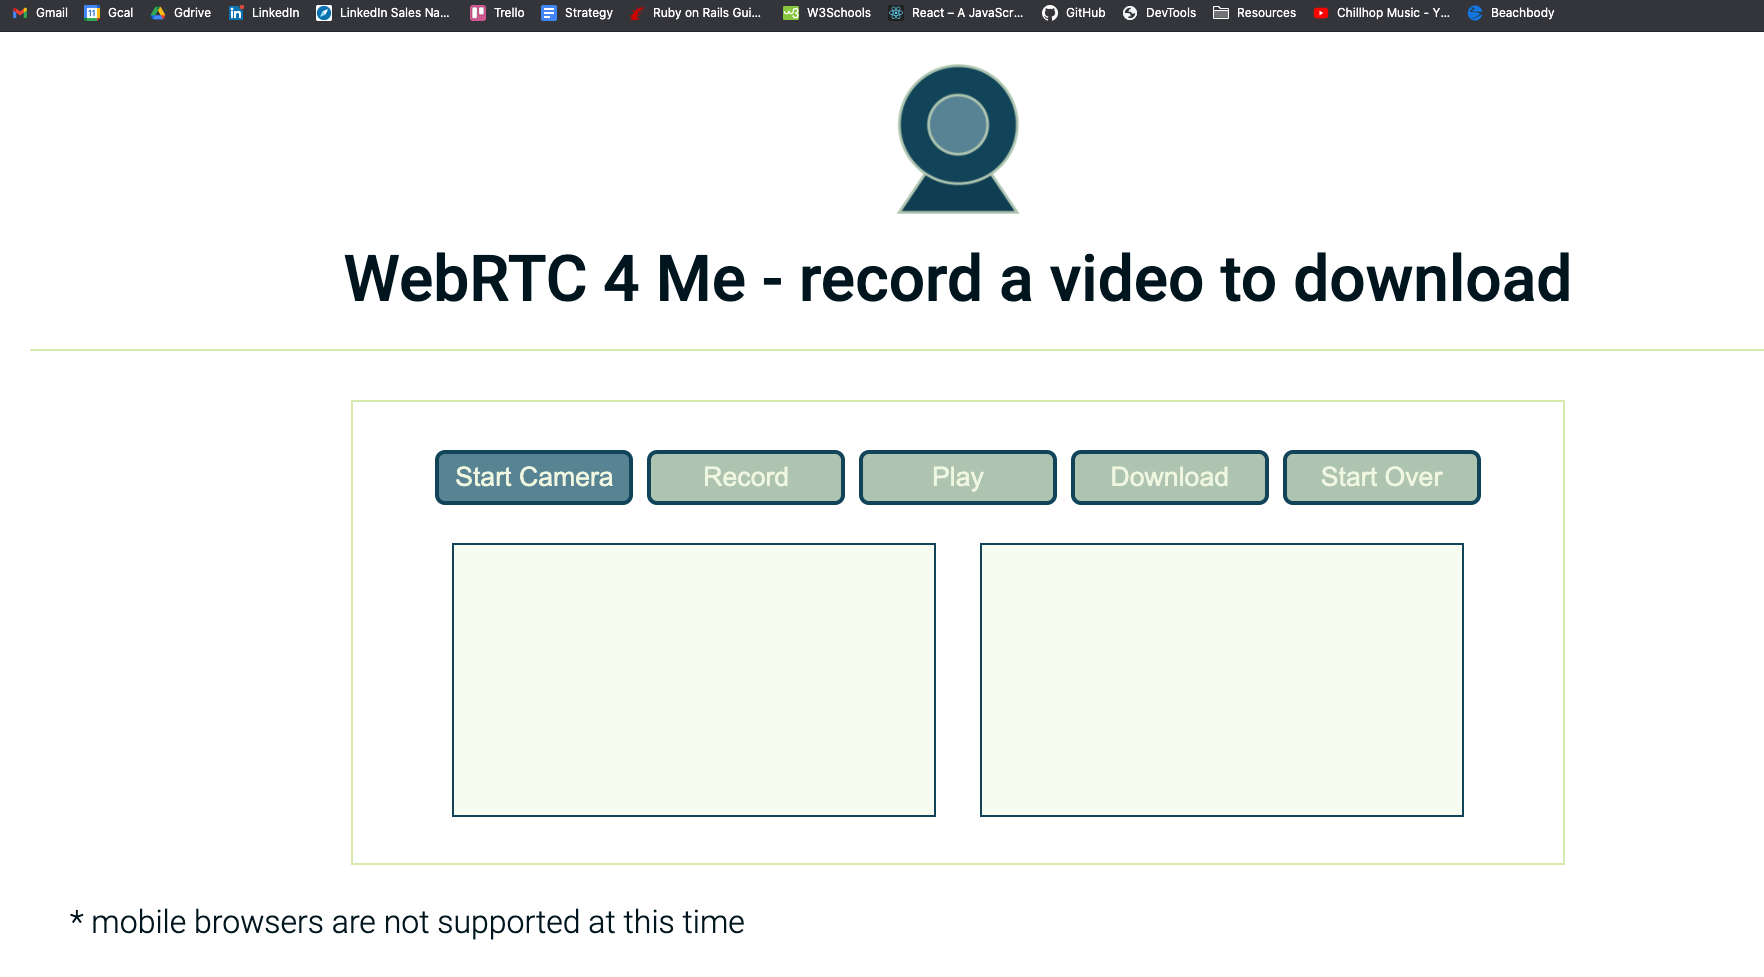 Gmail Gcal Gdrive LinkedIn LinkedIn Sales Na... Trello Strategy Ruby on Rails Gui... W3Schools React – A JavaScr... GitHub DevTools Resources Chillhop Music - Y... Beachbody
WebRTC 4 Me - record a video to download
Start Camera Record Play Download Start Over
* mobile browsers are not supported at this time